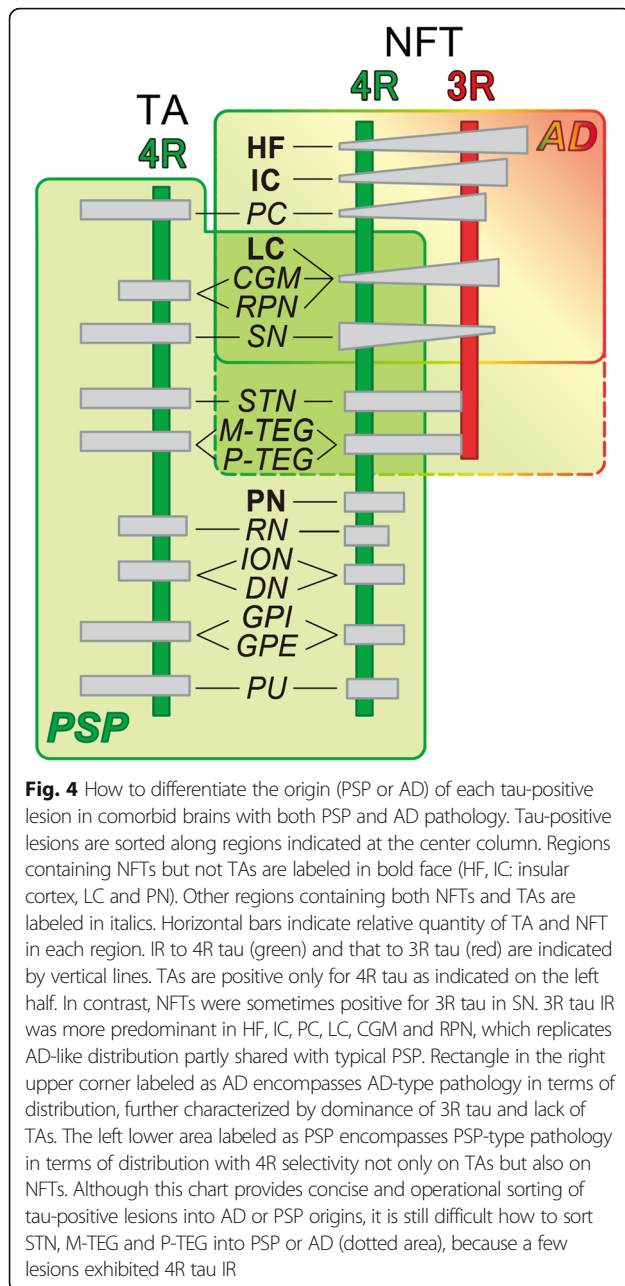 NFT
4R 3R
TA
4R
AD
HF
IC
PC
LC
CGM
RPN
SN
STN
M-TEG
P-TEG
PN
RN
ION
DN
GPI
GPE
PU
PSP
Fig. 4 How to differentiate the origin (PSP or AD) of each tau-positive
lesion in comorbid brains with both PSP and AD pathology. Tau-positive
lesions are sorted along regions indicated at the center column. Regions
containing NFTs but not TAs are labeled in bold face (HF, IC: insular
cortex, LC and PN). Other regions containing both NFTs and TAs are
labeled in italics. Horizontal bars indicate relative quantity of TA and NFT
in each region. IR to 4R tau (green) and that to 3R tau (red) are indicated
by vertical lines. TAs are positive only for 4R tau as indicated on the left
half. In contrast, NFTs were sometimes positive for 3R tau in SN. 3R tau IR
was more predominant in HF, IC, PC, LC, CGM and RPN, which replicates
AD-like distribution partly shared with typical PSP. Rectangle in the right
upper corner labeled as AD encompasses AD-type pathology in terms of
distribution, further characterized by dominance of 3R tau and lack of
TAs. The left lower area labeled as PSP encompasses PSP-type pathology
in terms of distribution with 4R selectivity not only on TAs but also on
NFTs. Although this chart provides concise and operational sorting of
tau-positive lesions into AD or PSP origins, it is still difficult how to sort
STN, M-TEG and P-TEG into PSP or AD (dotted area), because a few
lesions exhibited 4R tau IR